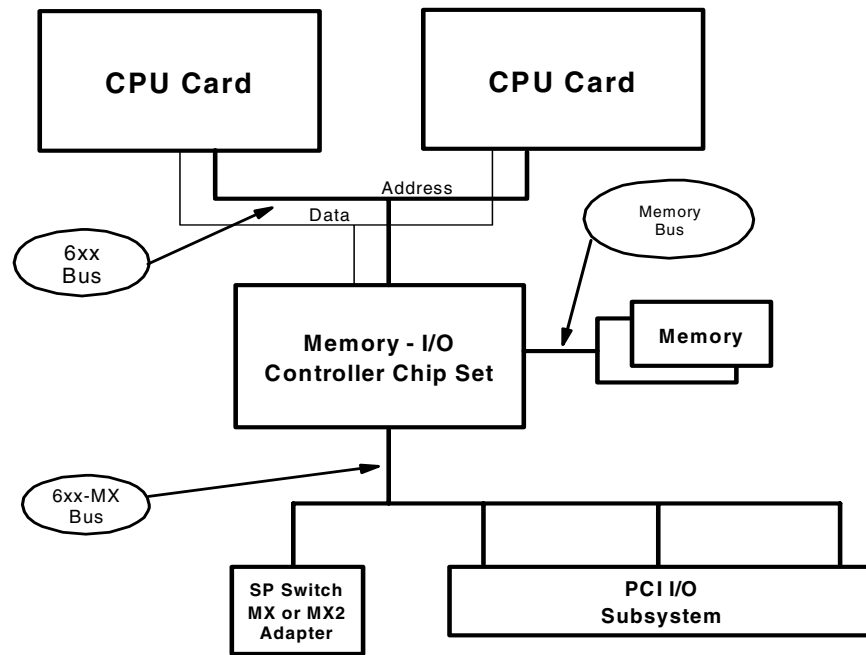 CPU Card
CPU Card
Address
Data
6xx
Bus
Memory
Bus
Memory - I/O
Controller Chip Set
Memory
6xx-MX
Bus
SP Switch
MX or MX2
Adapter
PCI I/O
Subsystem